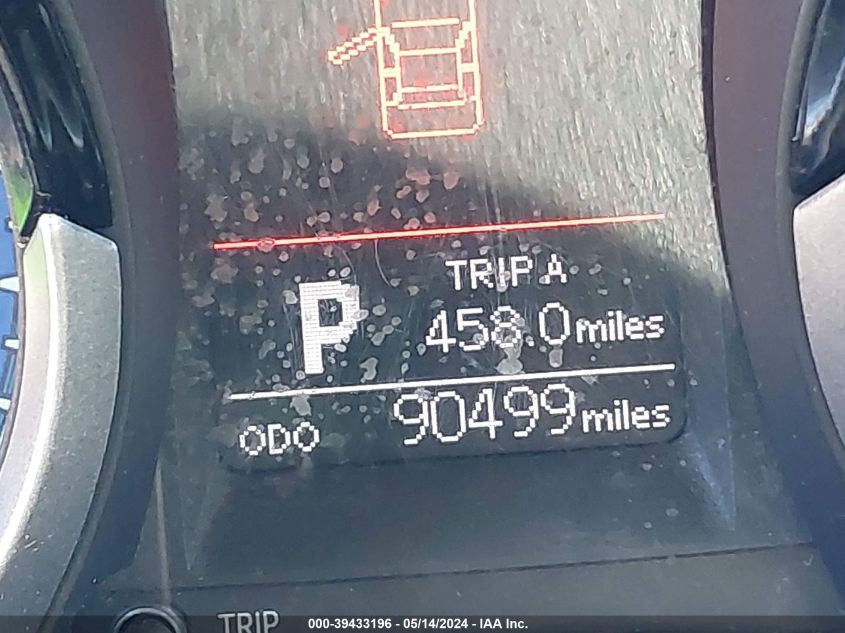 TRIP A
P
458.0 miles
ODO 90499 miles
TRIP
000-39433196 - 05/14/2024 - IAA Inc.